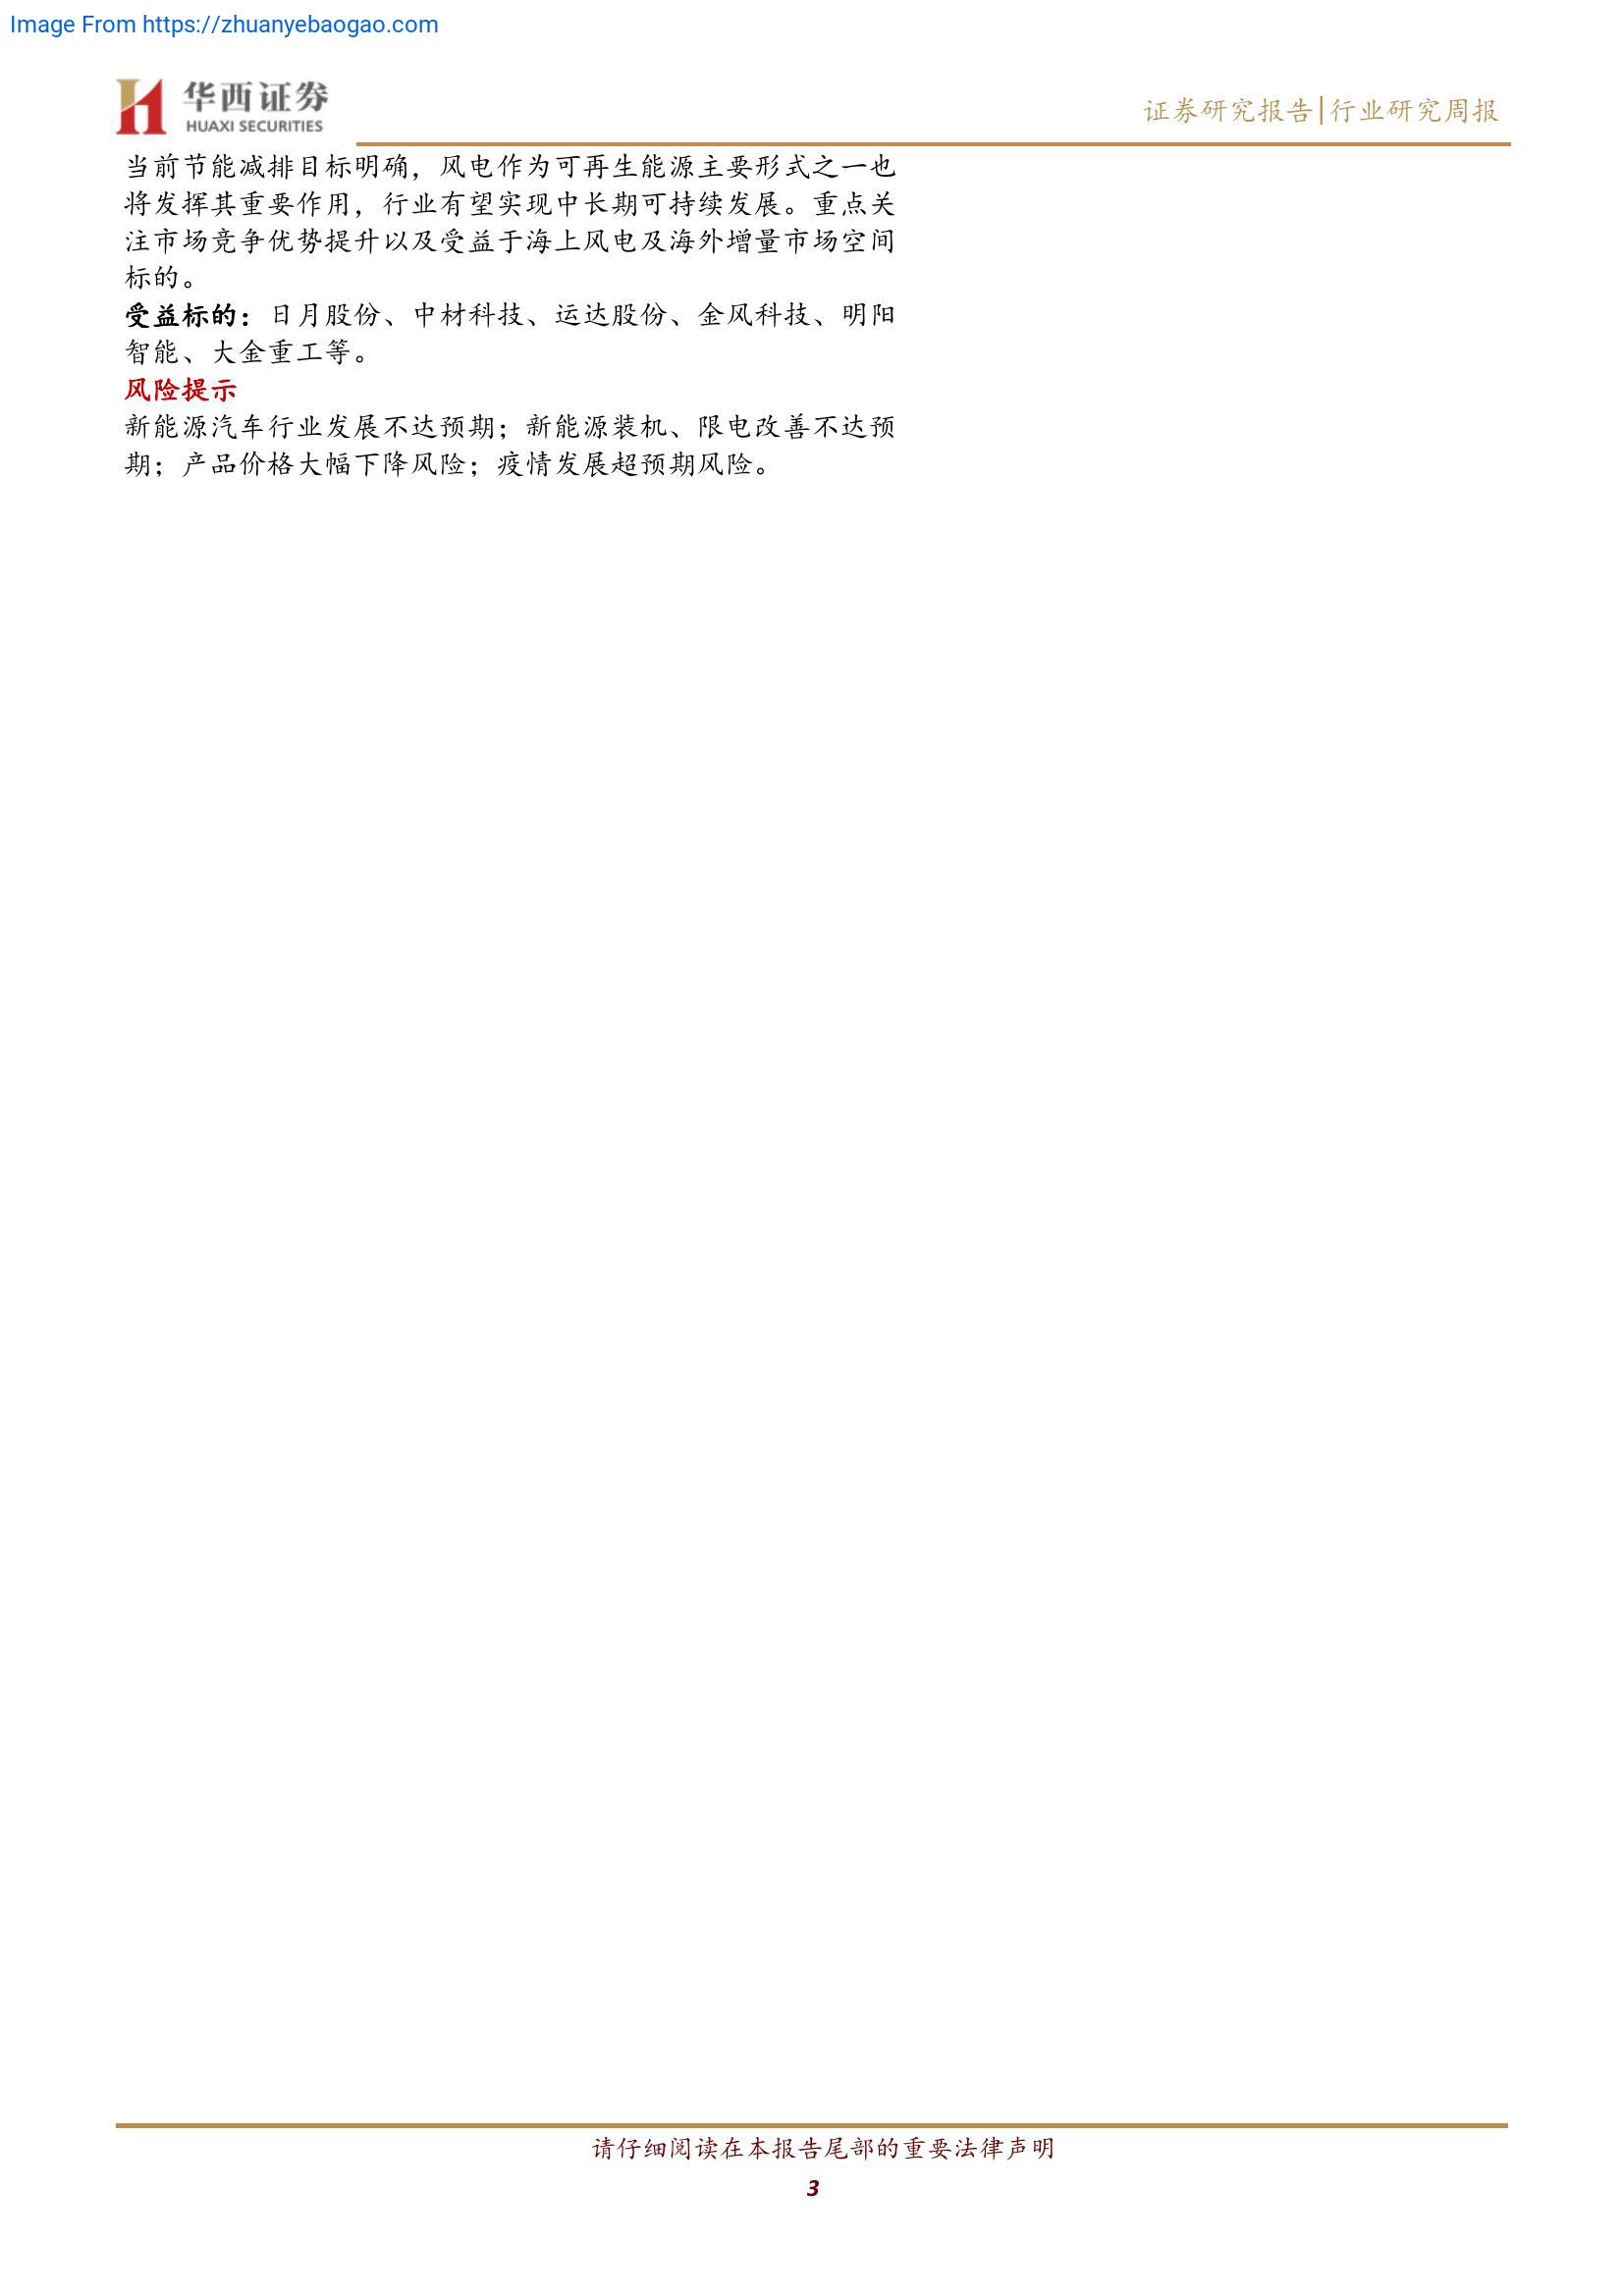 Image From https://zhuanyebaogao.com
华西证券
HUAXI SECURITIES
证券研究报告|行业研究周报
当前节能减排目标明确，风电作为可再生能源主要形式之一也
将发挥其重要作用，行业有望实现中长期可持续发展。重点关
注市场竞争优势提升以及受益于海上风电及海外增量市场空间
标的。
受益标的：日月股份、中材科技、运达股份、金风科技、明阳
智能、大金重工等。
风险提示
新能源汽车行业发展不达预期；新能源装机、限电改善不达预
期；产品价格大幅下降风险；疫情发展超预期风险。
请仔细阅读在本报告尾部的重要法律声明
3